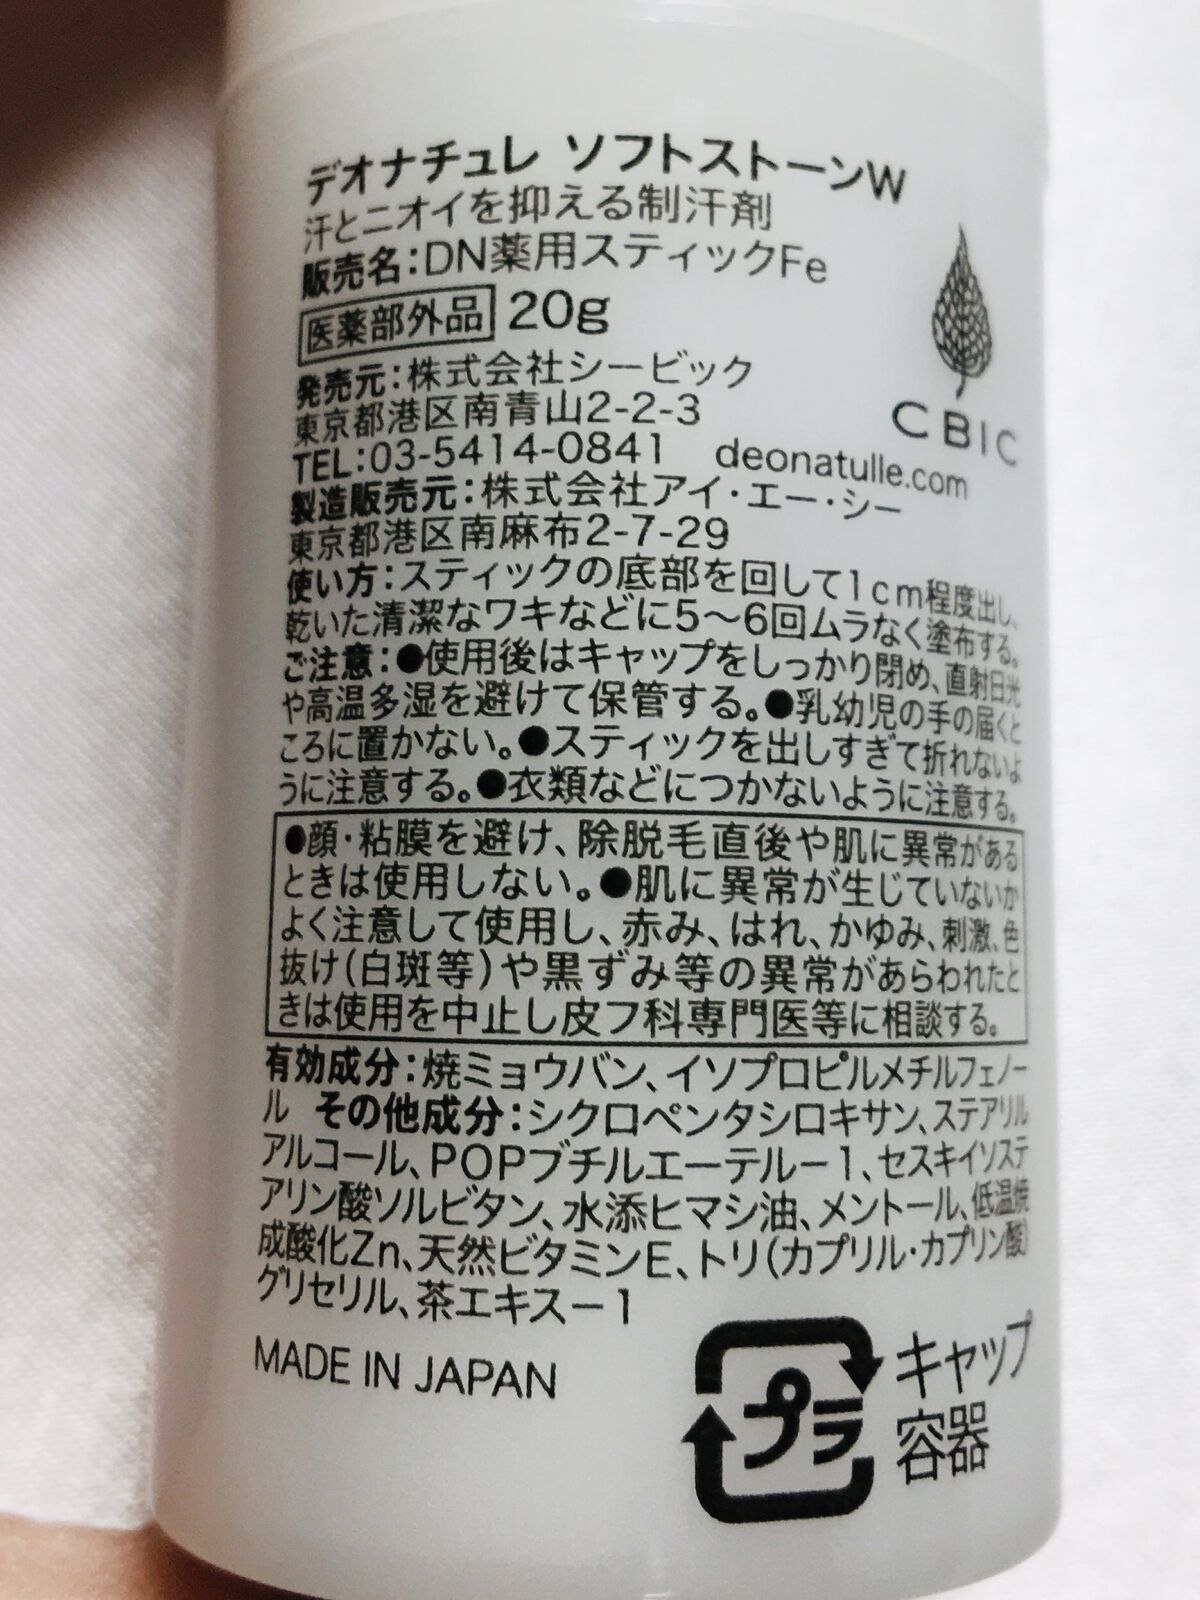 デオナチュレ ソフトストーンW
汗とニオイを抑える制汗剤
販売名：DN薬用スティックFe
医薬部外品 20g
発売元：株式会社シービック
東京都港区南青山2-2-3
TEL:03-5414-0841 deonatulle.com
CBIC
製造販売元：株式会社アイ・エー・シー
東京都港区南麻布2-7-29
使い方：スティックの底部を回して1cm程度出し、
乾いた清潔なワキなどに5〜6回ムラなく塗布する。
ご注意：●使用後はキャップをしっかり閉め、直射日光
や高温多湿を避けて保管する。●乳幼児の手の届くと
ころに置かない。●スティックを出しすぎて折れないよ
うに注意する。●衣類などにつかないように注意する。
●顔・粘膜を避け、除脱毛直後や肌に異常がある
ときは使用しない。●肌に異常が生じていないか
よく注意して使用し、赤み、はれ、かゆみ、刺激、色
抜け(白斑等)や黒ずみ等の異常があらわれたと
きは使用を中止し皮フ科専門医等に相談する。
有効成分：焼ミョウバン、イソプロピルメチルフェノー
ル その他成分：シクロペンタシロキサン、ステアリル
アルコール、POPブチルエーテル－1、セスキイソステ
アリン酸ソルビタン、水添ヒマシ油、メントール、低温焼
成酸化Zn、天然ビタミンE、トリ(カプリル・カプリン酸)
グリセリル、茶エキス－1
MADE IN JAPAN
プラ キャップ
容器